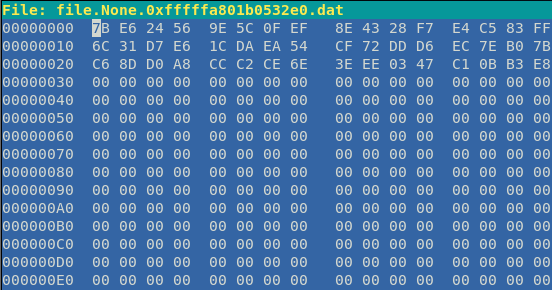 File: file.None.0xfffffa801b0532e0.dat
00000000 7B E6 24 56 9E 5C 0F EF 8E 43 28 F7 E4 C5 83 FF
00000010 6C 31 D7 E6 1C DA EA 54 CF 72 DD D6 EC 7E B0 7B
00000020 C6 8D D0 A8 CC C2 CE 6E 3E EE 03 47 C1 0B B3 E8
00000030 00 00 00 00 00 00 00 00 00 00 00 00 00 00 00 00
00000040 00 00 00 00 00 00 00 00 00 00 00 00 00 00 00 00
00000050 00 00 00 00 00 00 00 00 00 00 00 00 00 00 00 00
00000060 00 00 00 00 00 00 00 00 00 00 00 00 00 00 00 00
00000070 00 00 00 00 00 00 00 00 00 00 00 00 00 00 00 00
00000080 00 00 00 00 00 00 00 00 00 00 00 00 00 00 00 00
00000090 00 00 00 00 00 00 00 00 00 00 00 00 00 00 00 00
000000A0 00 00 00 00 00 00 00 00 00 00 00 00 00 00 00 00
000000B0 00 00 00 00 00 00 00 00 00 00 00 00 00 00 00 00
000000C0 00 00 00 00 00 00 00 00 00 00 00 00 00 00 00 00
000000D0 00 00 00 00 00 00 00 00 00 00 00 00 00 00 00 00
000000E0 00 00 00 00 00 00 00 00 00 00 00 00 00 00 00 00